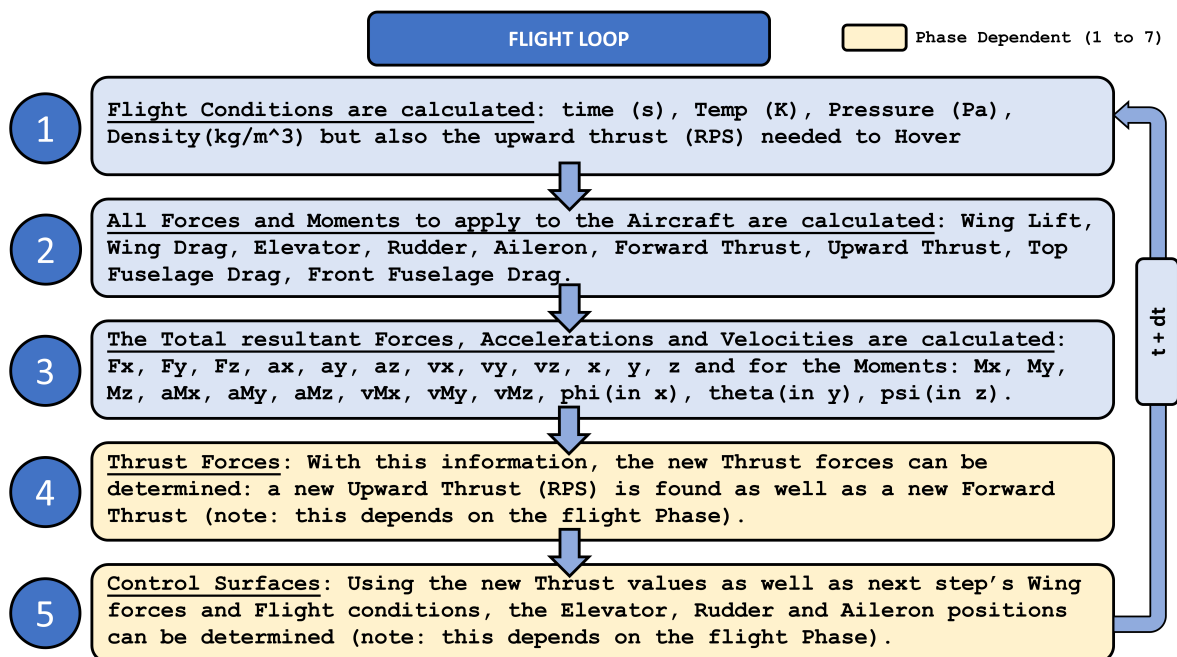 FLIGHT LOOP
Phase Dependent (1 to 7)
1
Flight Conditions are calculated: time (s), Temp (K), Pressure (Pa),
Density(kg/m^3) but also the upward thrust (RPS) needed to Hover
2
All Forces and Moments to apply to the Aircraft are calculated: Wing Lift,
Wing Drag, Elevator, Rudder, Aileron, Forward Thrust, Upward Thrust, Top
Fuselage Drag, Front Fuselage Drag.
3
The Total resultant Forces, Accelerations and Velocities are calculated:
Fx, Fy, Fz, ax, ay, az, vx, vy, vz, x, y, z and for the Moments: Mx, My,
Mz, aMx, aMy, aMz, vMx, vMy, vMz, phi(in x), theta(in y), psi(in z).
4
Thrust Forces: With this information, the new Thrust forces can be
determined: a new Upward Thrust (RPS) is found as well as a new Forward
Thrust (note: this depends on the flight Phase).
5
Control Surfaces: Using the new Thrust values as well as next step’s Wing
forces and Flight conditions, the Elevator, Rudder and Aileron positions
can be determined (note: this depends on the flight Phase).
t + dt